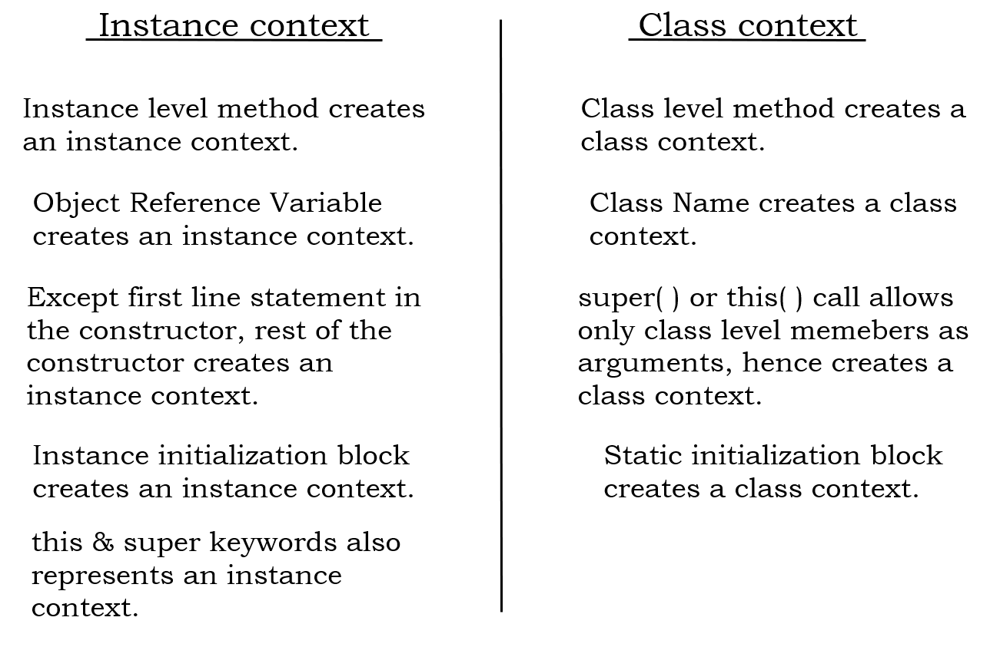 Instance context
Instance level method creates
an instance context.
Object Reference Variable
creates an instance context.
Except first line statement in
the constructor, rest of the
constructor creates an
instance context.
Instance initialization block
creates an instance context.
this & super keywords also
represents an instance
context.
Class context
Class level method creates a
class context.
Class Name creates a class
context.
super( ) or this( ) call allows
only class level memebers as
arguments, hence creates a
class context.
Static initialization block
creates a class context.